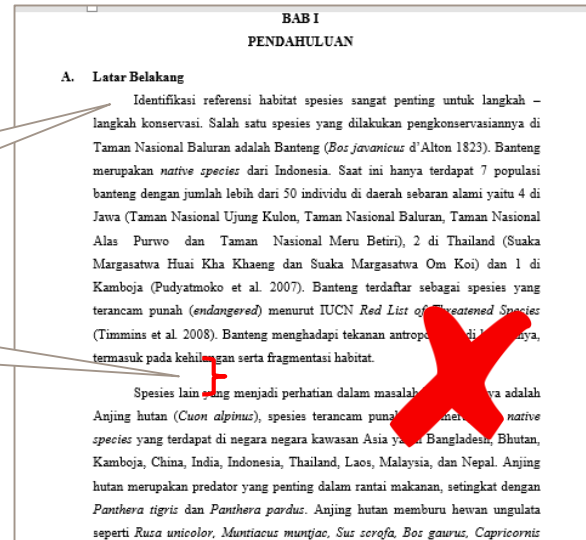 BAB I
PENDAHULUAN
A. Latar Belakang
Identifikasi referensi habitat spesies sangat penting untuk langkah –
langkah konservasi. Salah satu spesies yang dilakukan pengkonservasiannya di
Taman Nasional Baluran adalah Banteng (Bos javanicus d’Alton 1823). Banteng
merupakan native species dari Indonesia. Saat ini hanya terdapat 7 populasi
banteng dengan jumlah lebih dari 50 individu di daerah sebaran alami yaitu 4 di
Jawa (Taman Nasional Ujung Kulon, Taman Nasional Baluran, Taman Nasional
Alas Purwo dan Taman Nasional Meru Betiri), 2 di Thailand (Suaka
Margasatwa Huai Kha Khaeng dan Suaka Margasatwa Om Koi) dan 1 di
Kamboja (Pudyatmoko et al. 2007). Banteng terdaftar sebagai spesies yang
terancam punah (endangered) menurut IUCN Red List of Threatened Species
(Timmins et al. 2008). Banteng menghadapi tekanan di
termasuk pada kehilangan serta fragmentasi habitat.
Spesies lain yang menjadi perhatian dalam masalah adalah
Anjing hutan (Cuon alpinus), spesies terancam native
species yang terdapat di negara negara kawasan Asia Bangladesh, Bhutan,
Kamboja, China, India, Indonesia, Thailand, Laos, Malaysia, dan Nepal. Anjing
hutan merupakan predator yang penting dalam rantai makanan, setingkat dengan
Panthera tigris dan Panthera pardus. Anjing hutan memburu hewan ungulata
seperti Rusa unicolor, Muntiacus muntjac, Sus scrofa, Bos gaurus, Capricornis